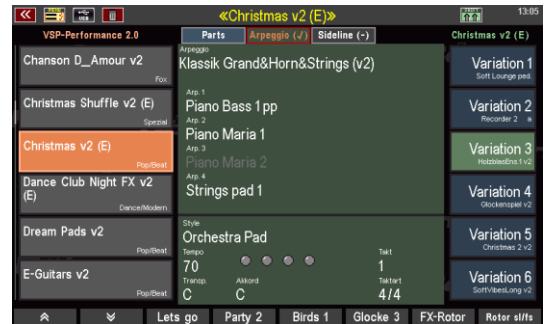 «Christmas v2 (E)»
13:05
VSP-Performance 2.0
Parts
Arpeggio (√)
Sideline (-)
Christmas v2 (E)
Chanson D_Amour v2
Fox
Christmas Shuffle v2 (E)
Spezial
Christmas v2 (E)
Pop/Beat
Dance Club Night FX v2
(E)
Dance/Modern
Dream Pads v2
Pop/Beat
E-Guitars v2
Pop/Beat
Arpeggio
Klassik Grand&Horn&Strings (v2)
Arp. 1
Piano Bass 1pp
Arp. 2
Piano Maria 1
Arp. 3
Piano Maria 2
Arp. 4
Strings pad 1
Style
Orchestra Pad
Tempo
Takt
70
1
Transp.
Akkord
Taktart
C
C
4/4
Variation 1
Soft Lounge ped.
Variation 2
Recorder 2 a
Variation 3
HolzblasEns.1 v2
Variation 4
Glockenspiel v2
Variation 5
Christmas 2 v2
Variation 6
SoftVibesLong v2
Lets go
Party 2
Birds 1
Glocke 3
FX-Rotor
Rotor sl/fs